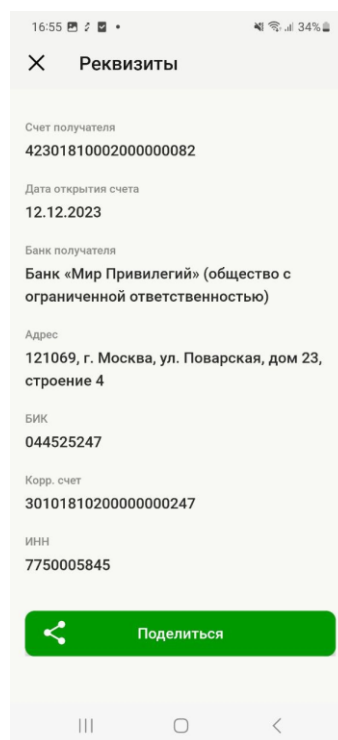 16:55
34%
Реквизиты
Счет получателя
42301810002000000082
Дата открытия счета
12.12.2023
Банк получателя
Банк «Мир Привилегий» (общество с
ограниченной ответственностью)
Адрес
121069, г. Москва, ул. Поварская, дом 23,
строение 4
БИК
044525247
Корр. счет
30101810200000000247
ИНН
7750005845
Поделиться